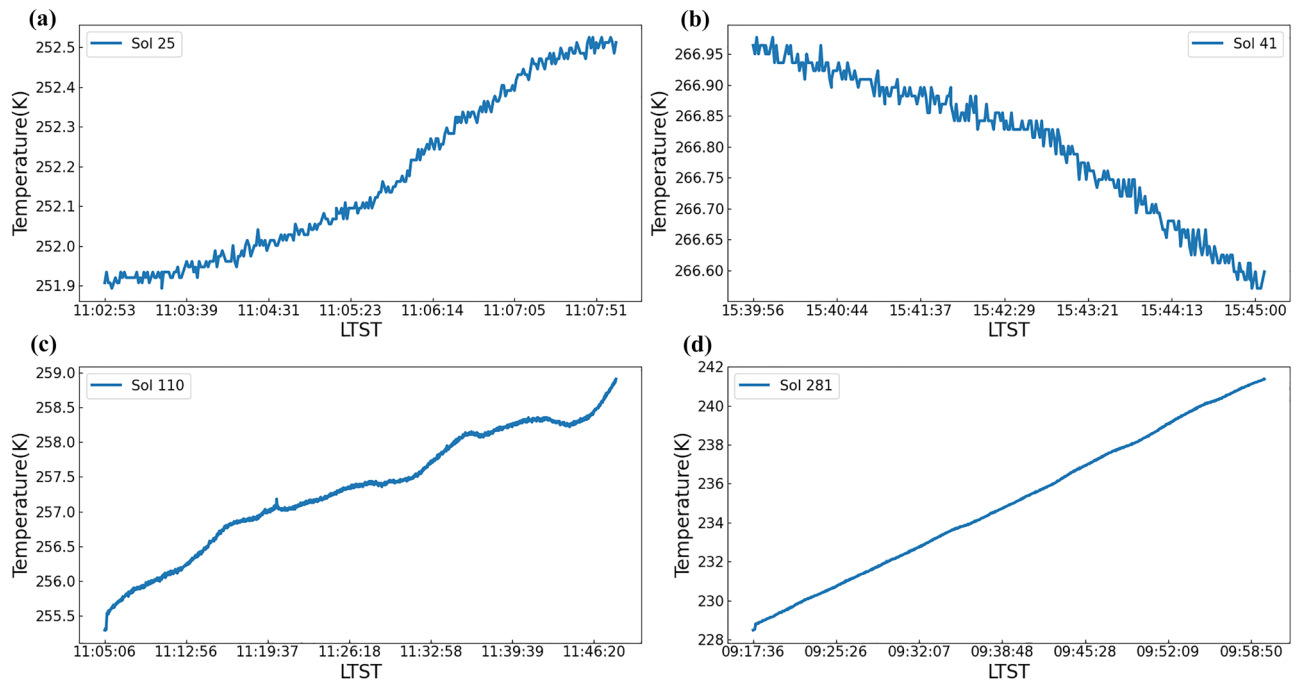 (a)
Sol 25
Temperature(K)
252.5
252.4
252.3
252.2
252.1
252.0
251.9
11:02:53 11:03:39 11:04:31 11:05:23 11:06:14 11:07:05 11:07:51
LTST
(b)
Sol 41
Temperature(K)
266.95
266.90
266.85
266.80
266.75
266.70
266.65
266.60
15:39:56 15:40:44 15:41:37 15:42:29 15:43:21 15:44:13 15:45:00
LTST
(c)
Sol 110
Temperature(K)
259.0
258.5
258.0
257.5
257.0
256.5
256.0
255.5
11:05:06 11:12:56 11:19:37 11:26:18 11:32:58 11:39:39 11:46:20
LTST
(d)
Sol 281
Temperature(K)
242
240
238
236
234
232
230
228
09:17:36 09:25:26 09:32:07 09:38:48 09:45:28 09:52:09 09:58:50
LTST